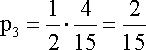 p₃ = 1/2 · 4/15 = 2/15